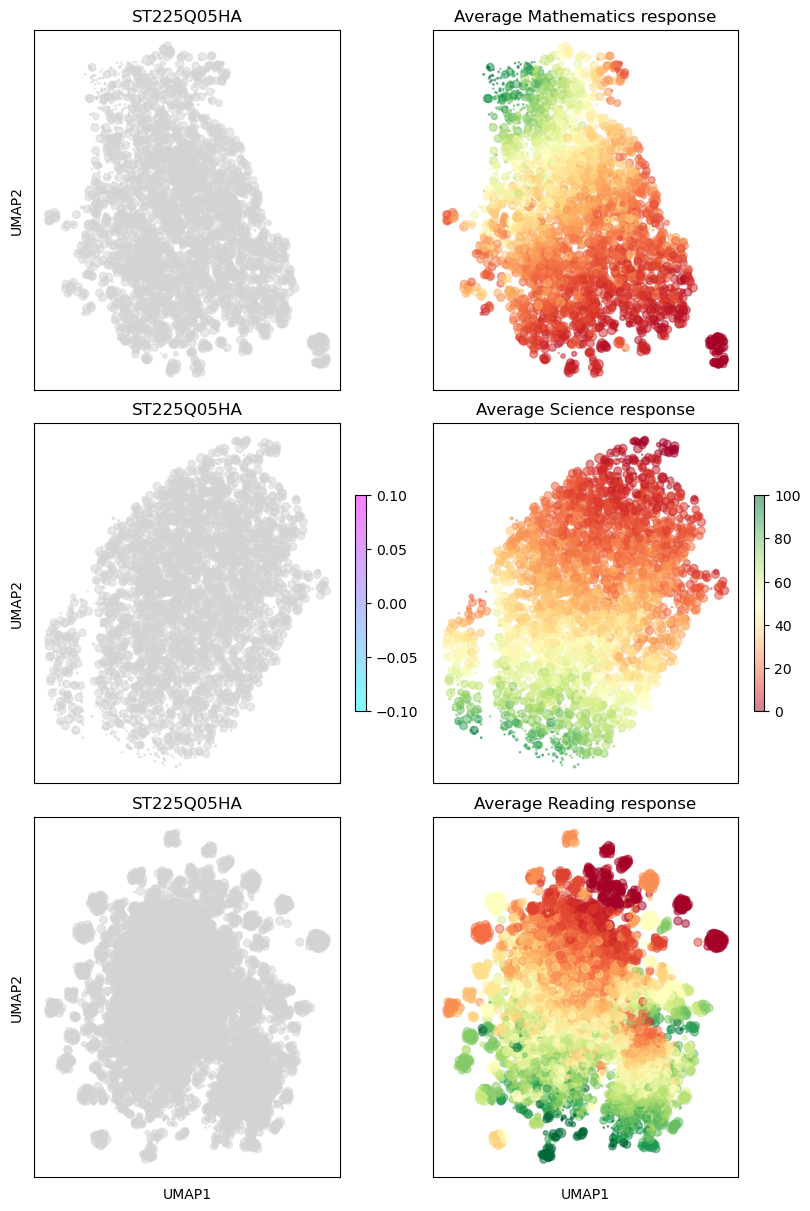 ST225Q05HA
Average Mathematics response
UMAP2
ST225Q05HA
Average Science response
UMAP2
0.10
0.05
0.00
−0.05
−0.10
100
80
60
40
20
0
ST225Q05HA
Average Reading response
UMAP2
UMAP1
UMAP1